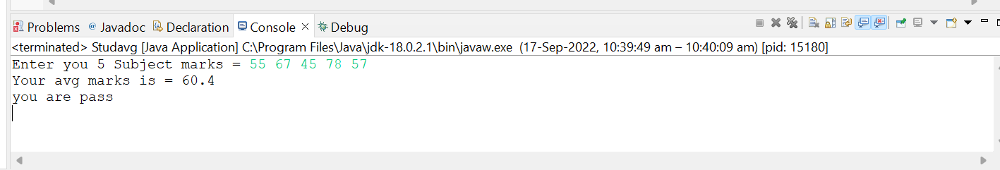 Problems @ Javadoc Declaration Console × Debug
<terminated> Studavg [Java Application] C:\Program Files\Java\jdk-18.0.2.1\bin\javaw.exe (17-Sep-2022, 10:39:49 am – 10:40:09 am) [pid: 15180]
Enter you 5 Subject marks = 55 67 45 78 57
Your avg marks is = 60.4
you are pass